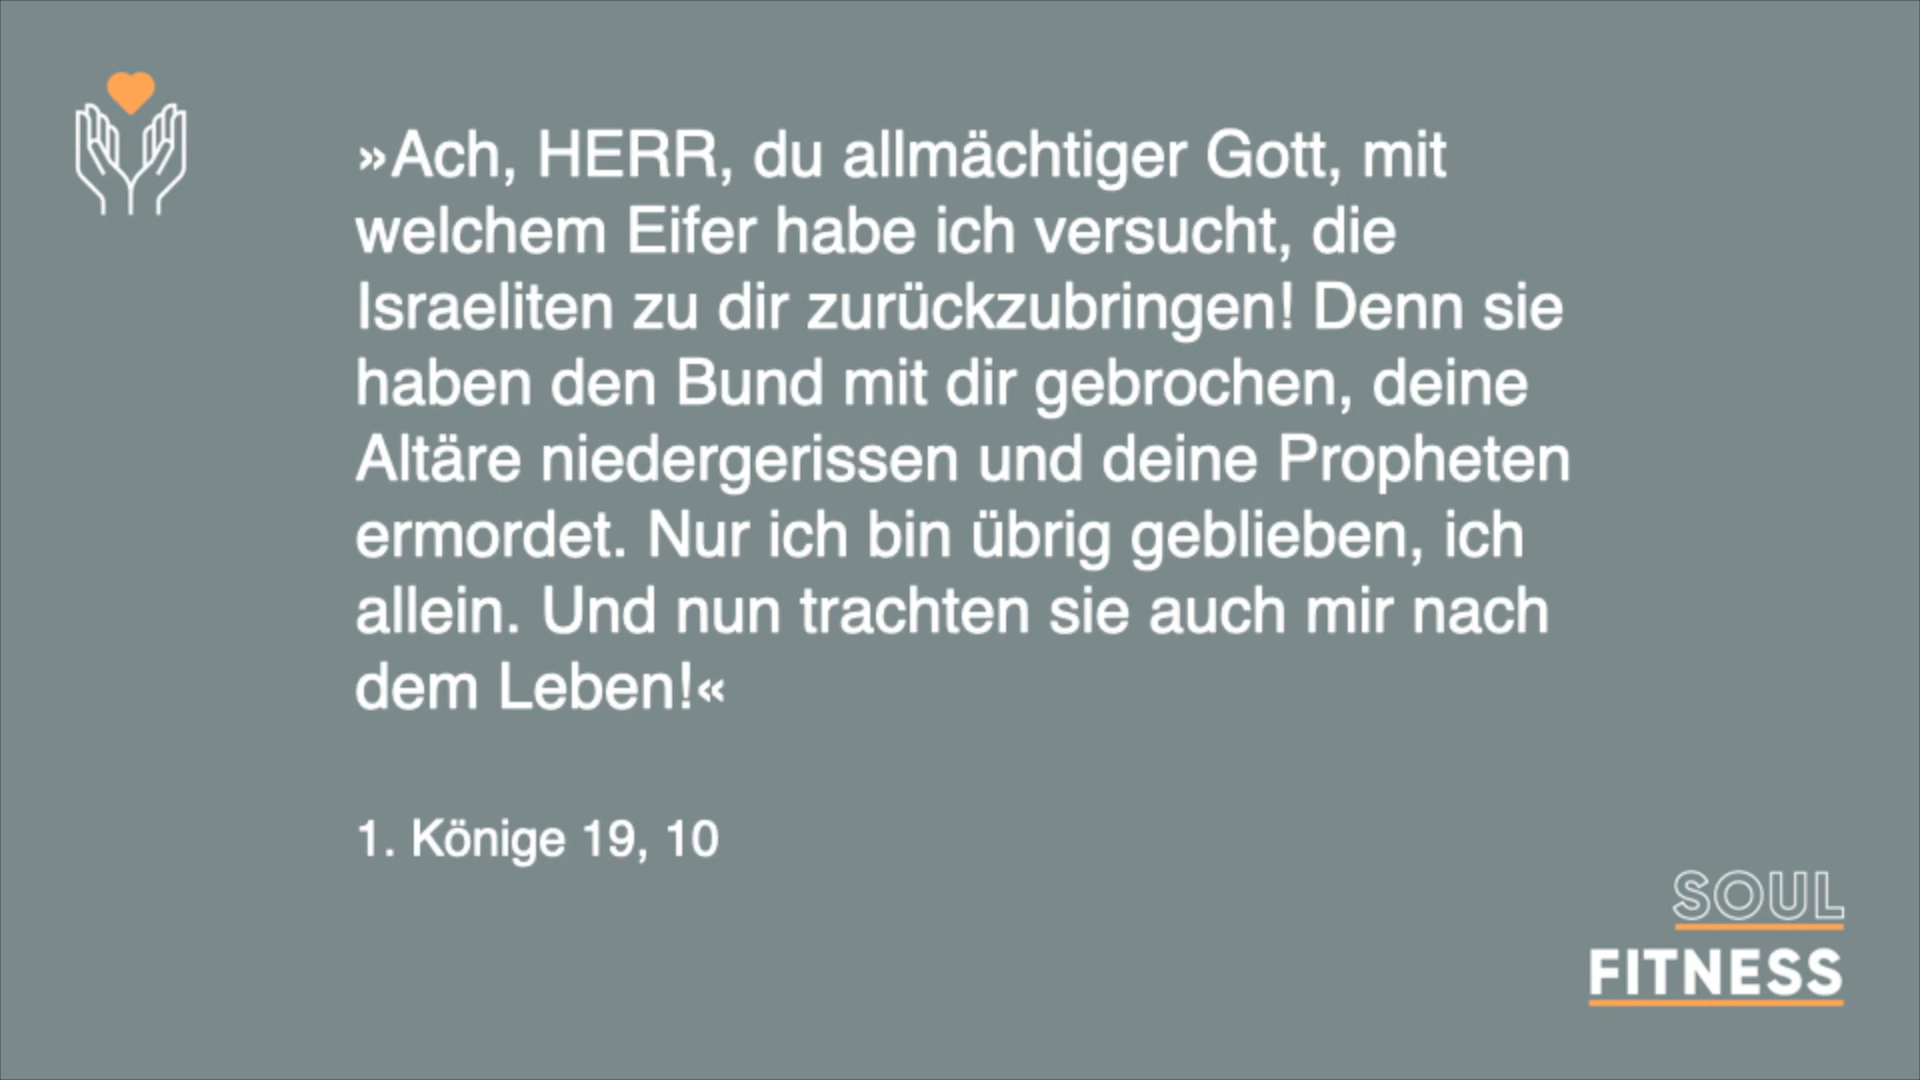 »Ach, HERR, du allmächtiger Gott, mit
welchem Eifer habe ich versucht, die
Israeliten zu dir zurückzubringen! Denn sie
haben den Bund mit dir gebrochen, deine
Altäre niedergerissen und deine Propheten
ermordet. Nur ich bin übrig geblieben, ich
allein. Und nun trachten sie auch mir nach
dem Leben!«
1. Könige 19, 10
SOUL
FITNESS